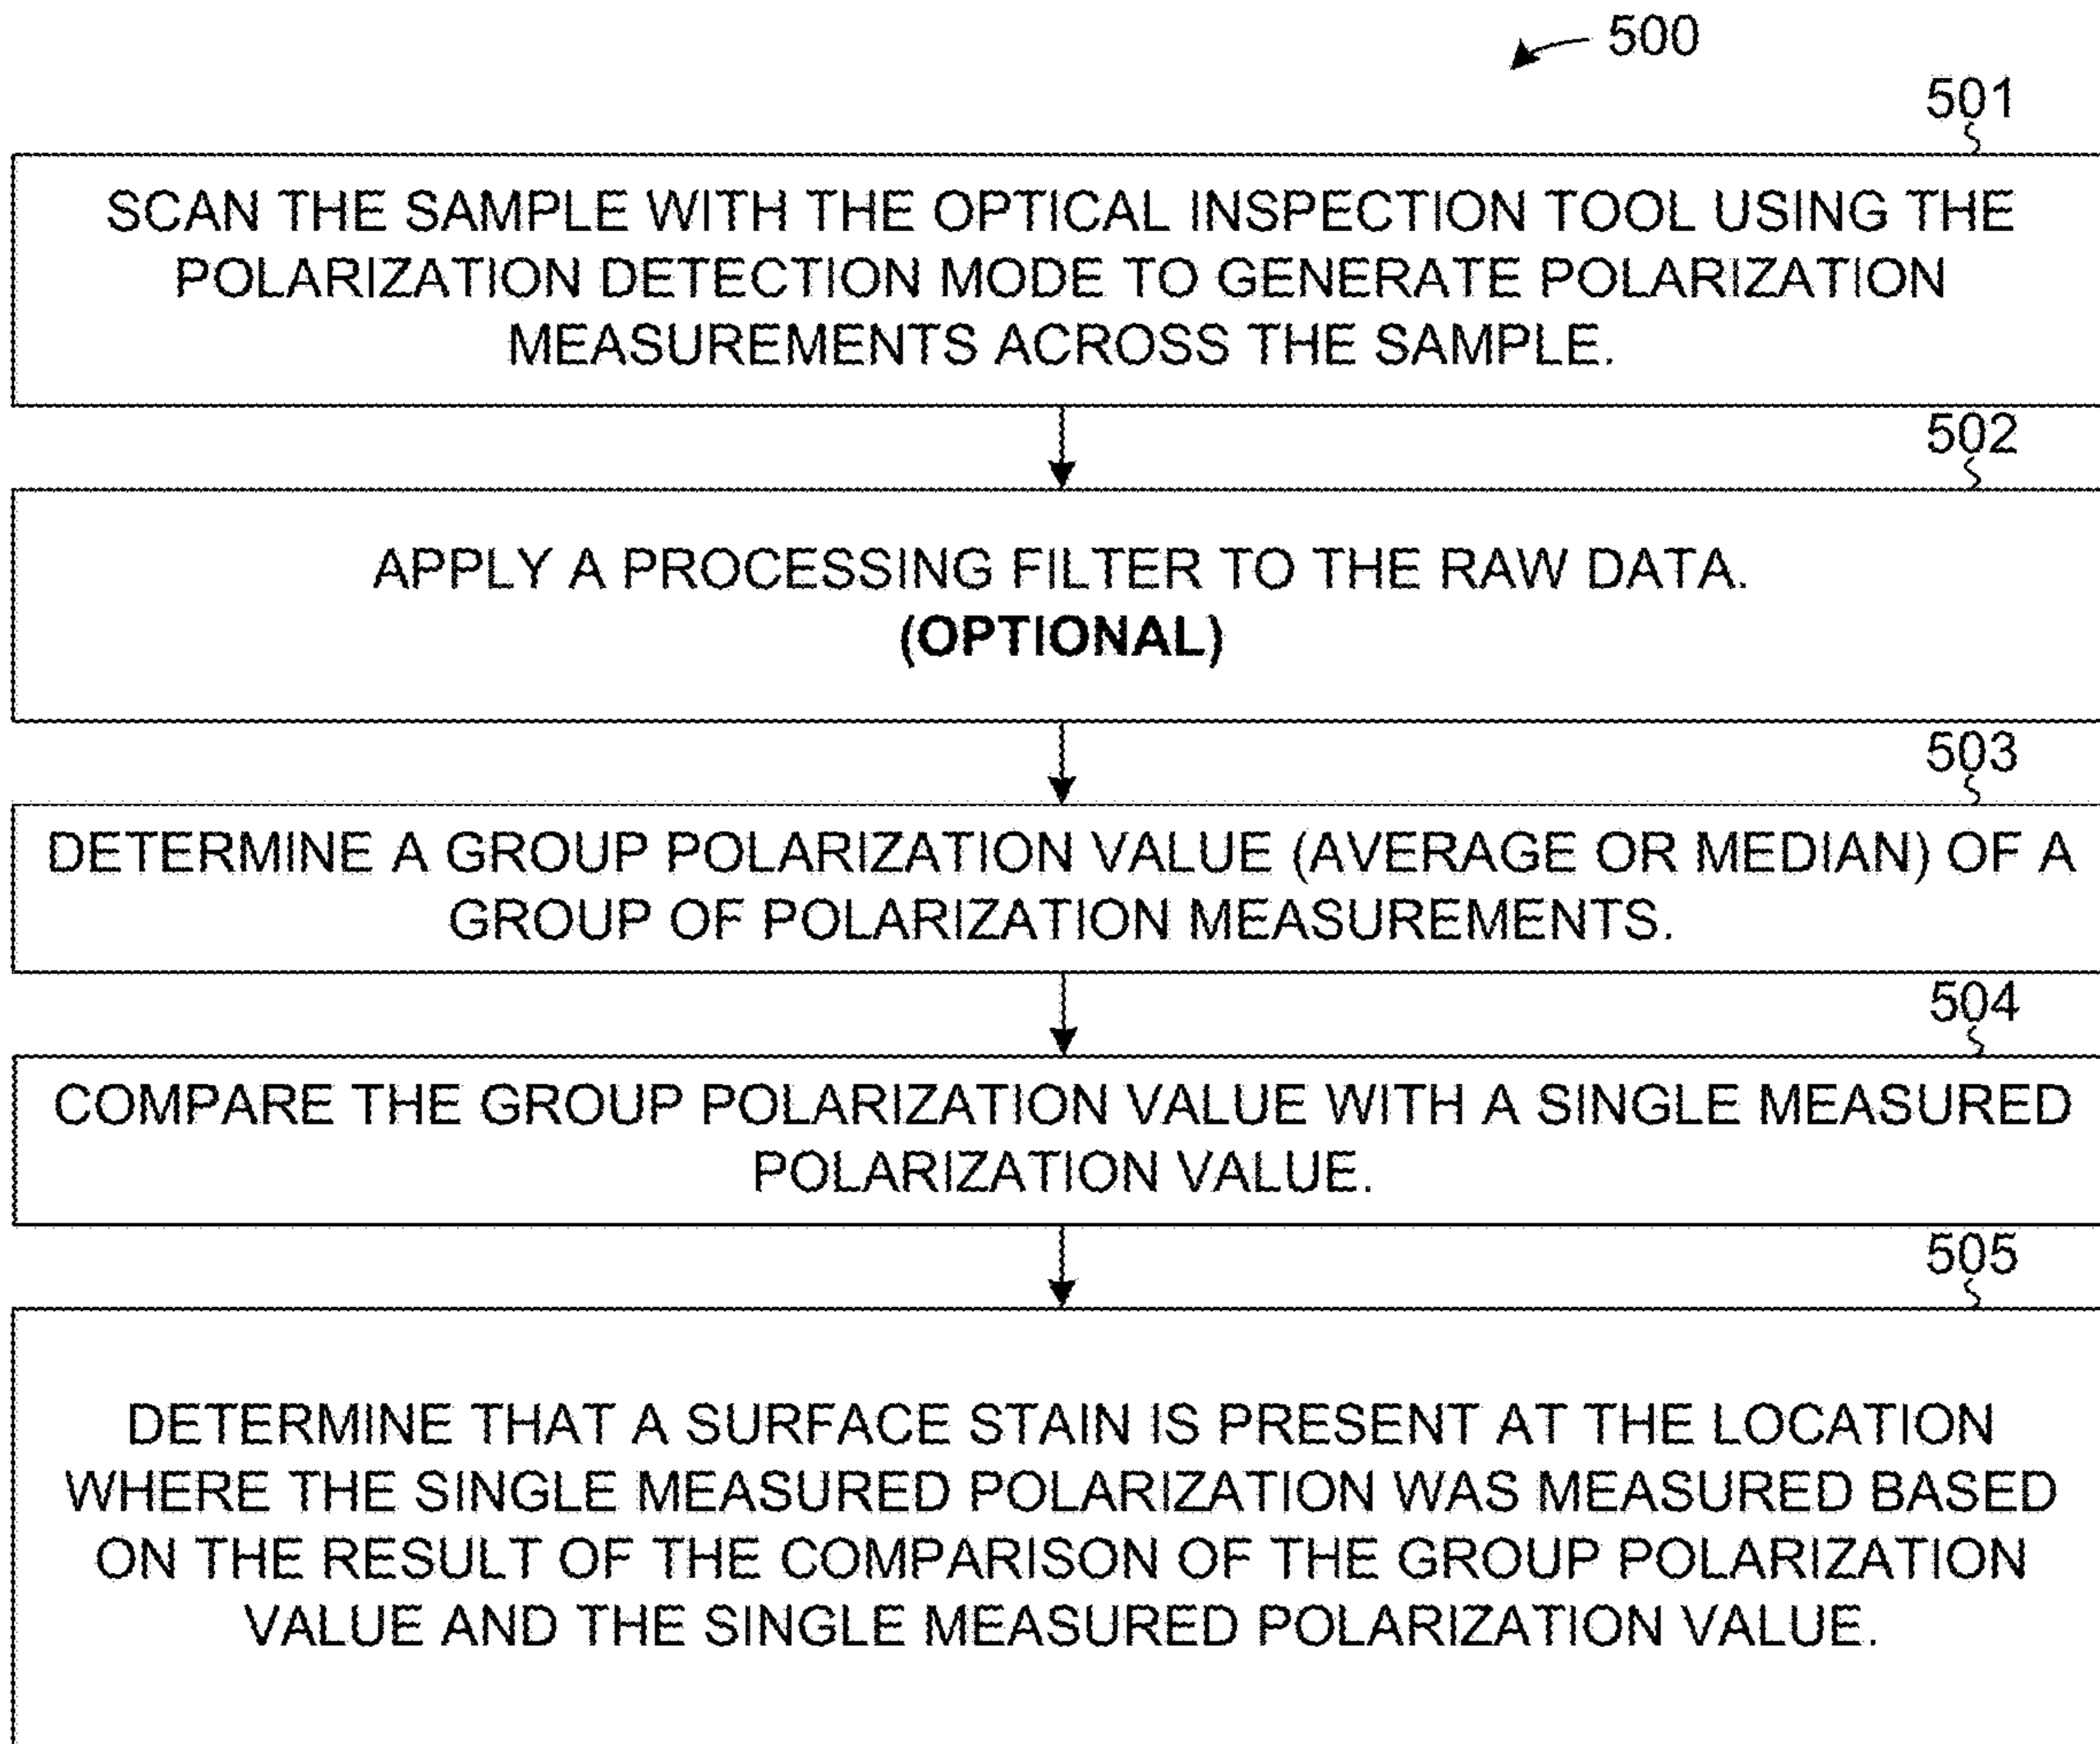 500
501
SCAN THE SAMPLE WITH THE OPTICAL INSPECTION TOOL USING THE
POLARIZATION DETECTION MODE TO GENERATE POLARIZATION
MEASUREMENTS ACROSS THE SAMPLE.
502
APPLY A PROCESSING FILTER TO THE RAW DATA.
(OPTIONAL)
503
DETERMINE A GROUP POLARIZATION VALUE (AVERAGE OR MEDIAN) OF A
GROUP OF POLARIZATION MEASUREMENTS.
504
COMPARE THE GROUP POLARIZATION VALUE WITH A SINGLE MEASURED
POLARIZATION VALUE.
505
DETERMINE THAT A SURFACE STAIN IS PRESENT AT THE LOCATION
WHERE THE SINGLE MEASURED POLARIZATION WAS MEASURED BASED
ON THE RESULT OF THE COMPARISON OF THE GROUP POLARIZATION
VALUE AND THE SINGLE MEASURED POLARIZATION VALUE.